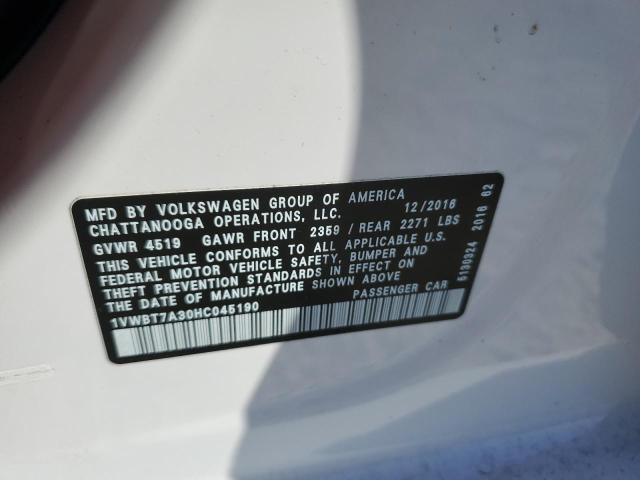 MFD BY VOLKSWAGEN GROUP OF AMERICA
CHATTANOOGA OPERATIONS, LLC. 12/2016
GVWR 4519 GAWR FRONT 2359 / REAR 2271 LBS
THIS VEHICLE CONFORMS TO ALL APPLICABLE U.S.
FEDERAL MOTOR VEHICLE SAFETY, BUMPER AND
THEFT PREVENTION STANDARDS IN EFFECT ON
THE DATE OF MANUFACTURE SHOWN ABOVE
1VWBT7A30HC045190 PASSENGER CAR
5139324 2016 62